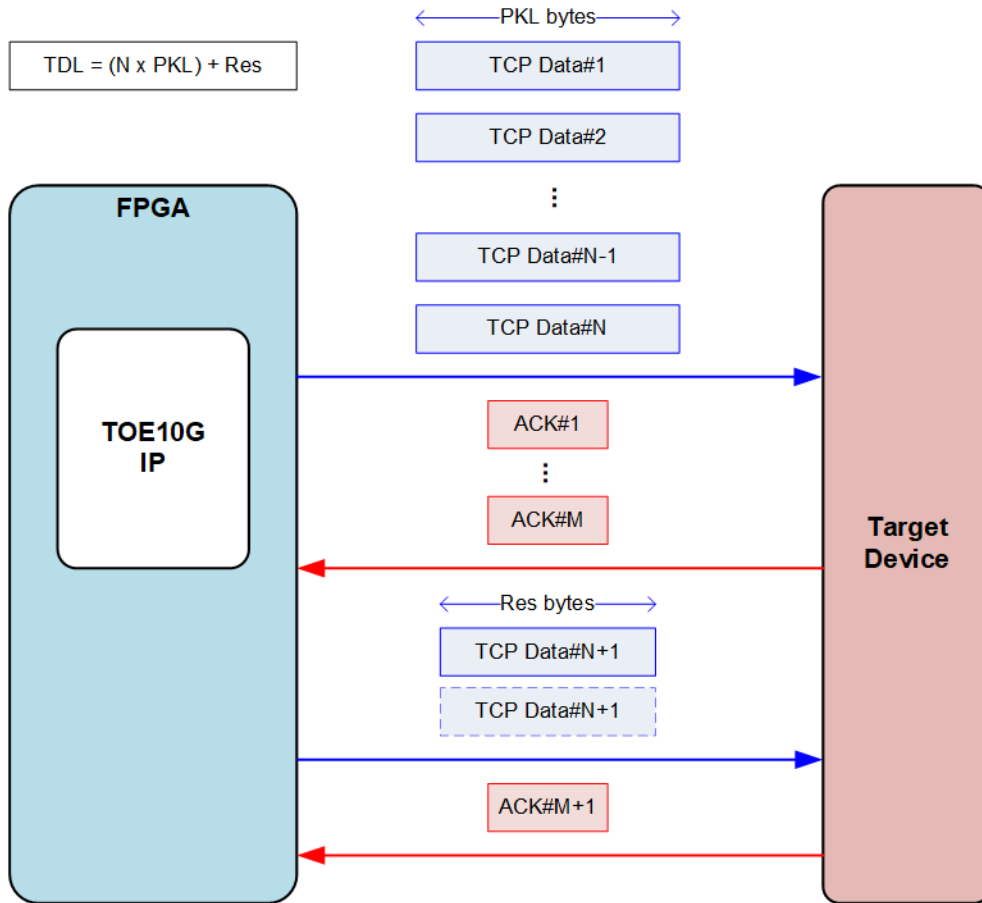 PKL bytes
TDL = (N x PKL) + Res
TCP Data#1
TCP Data#2
FPGA
TCP Data#N-1
TCP Data#N
TOE10G
IP
ACK#1
ACK#M
Target
Device
Res bytes
TCP Data#N+1
TCP Data#N+1
ACK#M+1